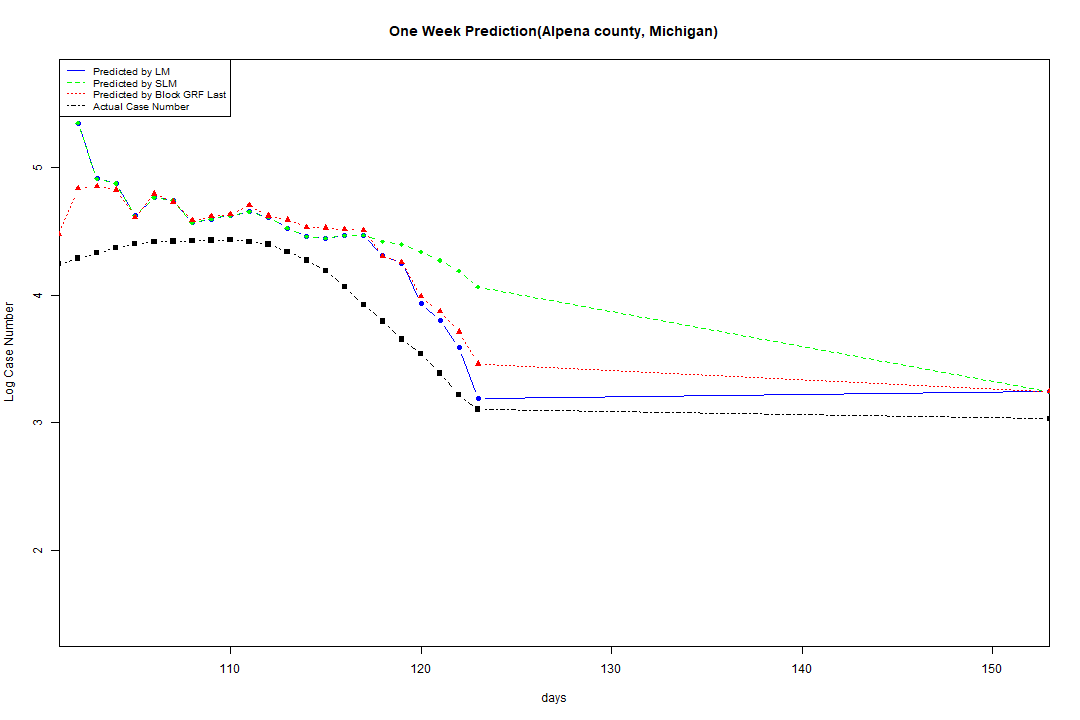 One Week Prediction(Alpena county, Michigan)
Predicted by LM
Predicted by SLM
Predicted by Block GRF Last
Actual Case Number
5
4
3
2
Log Case Number
110 120 130 140 150
days